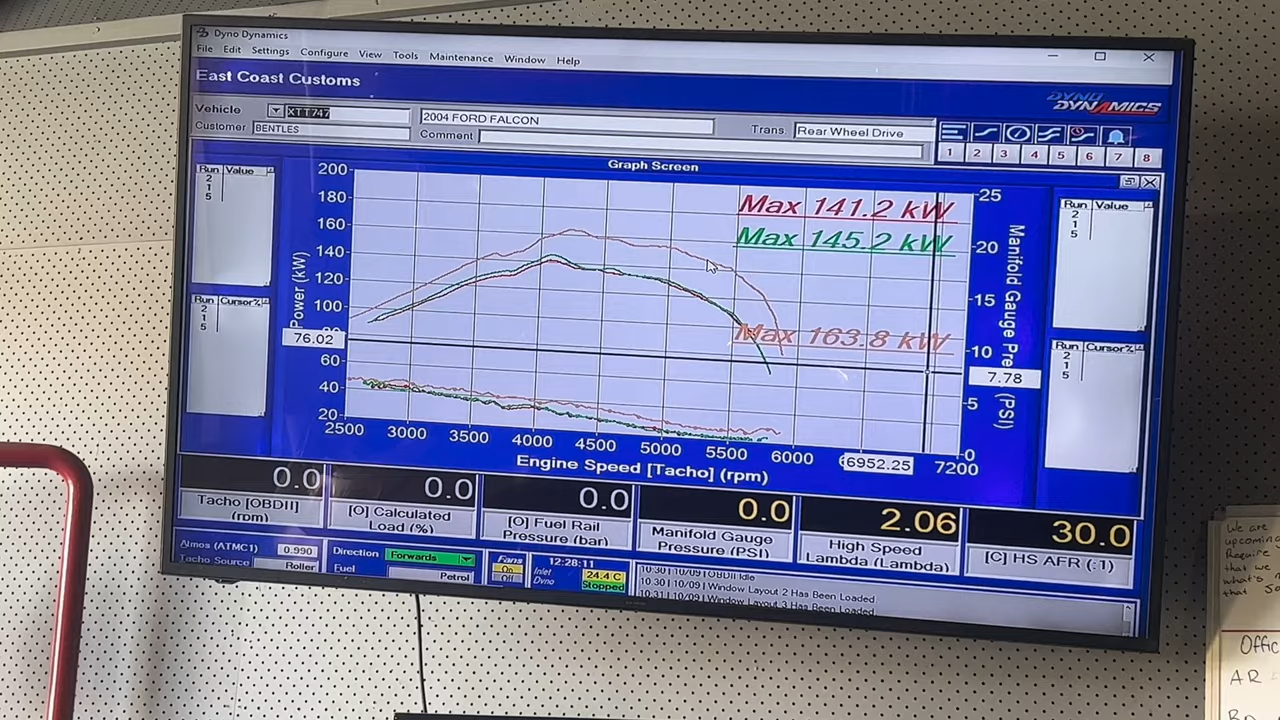 Dyno Dynamics
File Edit Settings Configure View Tools Maintenance Window Help
East Coast Customs
DYNO DYNAMICS
Vehicle XTT747 2004 FORD FALCON Trans. Rear Wheel Drive
Customer BENTLES Comment
1 2 3 4 5 6 7 8
Graph Screen
Run Value
2
1
5
Run Cursor%
2
1
5
Power (kW)
200
180
160
140
120
100
80
76.02
60
40
20
Max 141.2 kW
Max 145.2 kW
Max 163.8 kW
25
20
15
10
7.78
5
0
(PSI)
Run Value
2
1
5
Run Cursor%
2
1
5
2500 3000 3500 4000 4500 5000 5500 6000 6952.25 7200
Engine Speed [Tacho] (rpm)
0.0 0.0 0.0 0.0 2.06 30.0
Tacho [OBDII] (rpm)
[O] Calculated Load (%)
[O] Fuel Rail Pressure (bar)
Manifold Gauge Pressure (PSI)
High Speed Lambda (Lambda)
[C] HS AFR (:1)
Atmos (ATMC1) 0.990
Tacho Source Roller
Direction Forwards
Fuel Petrol
Fans On Off
12:28:11
Inlet 24.4 C
Dyno Stopped
10:30 | 10/09 | OBDII Idle
10:30 | 10/09 | Window Layout 2 Has Been Loaded
10:31 | 10/09 | Window Layout 3 Has Been Loaded
We are
upcoming
that we
what's
that
Offic
AR